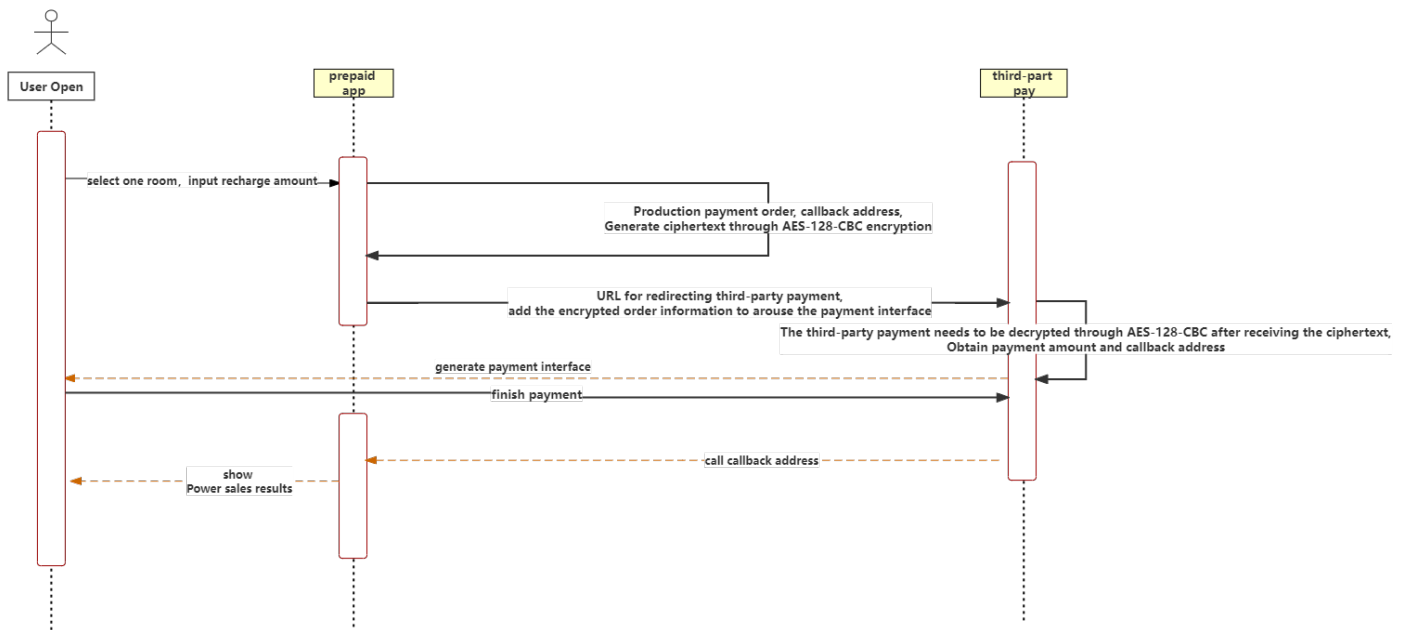 User Open
prepaid
app
third-part
pay
select one room，input recharge amount
Production payment order, callback address,
Generate ciphertext through AES-128-CBC encryption
URL for redirecting third-party payment,
add the encrypted order information to arouse the payment interface
The third-party payment needs to be decrypted through AES-128-CBC after receiving the ciphertext,
Obtain payment amount and callback address
generate payment interface
finish payment
call callback address
show
Power sales results